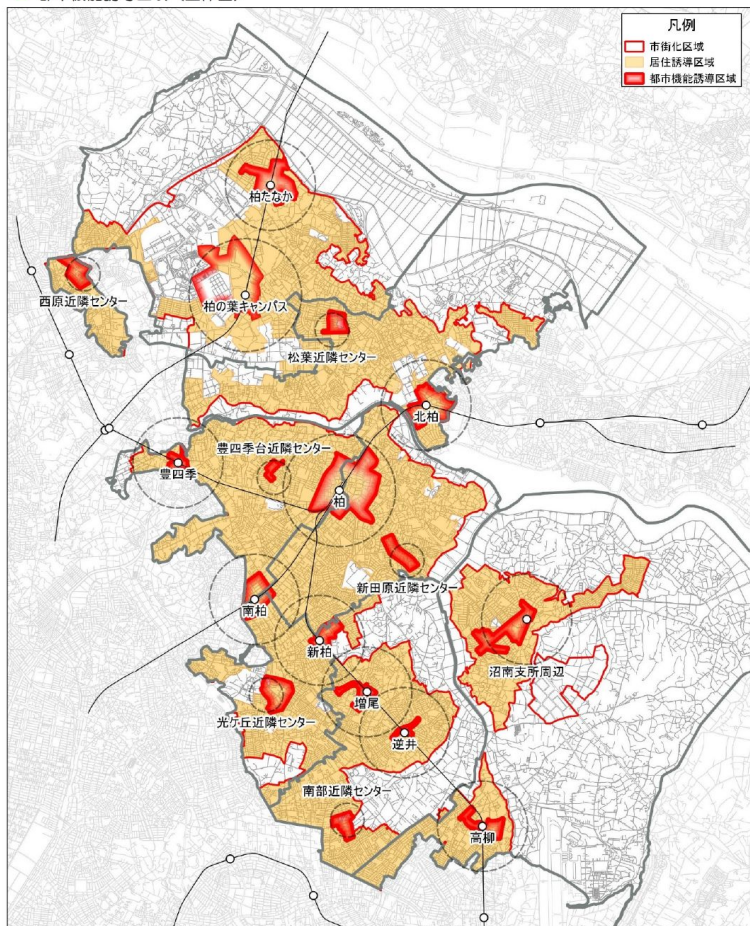 凡例
市街化区域
居住誘導区域
都市機能誘導区域
柏たなか
西原近隣センター
柏の葉キャンパス
松葉近隣センター
北柏
豊四季台近隣センター
豊四季
柏
新田原近隣センター
南柏
新柏
沼南支所周辺
増尾
光ケ丘近隣センター
逆井
南部近隣センター
高柳